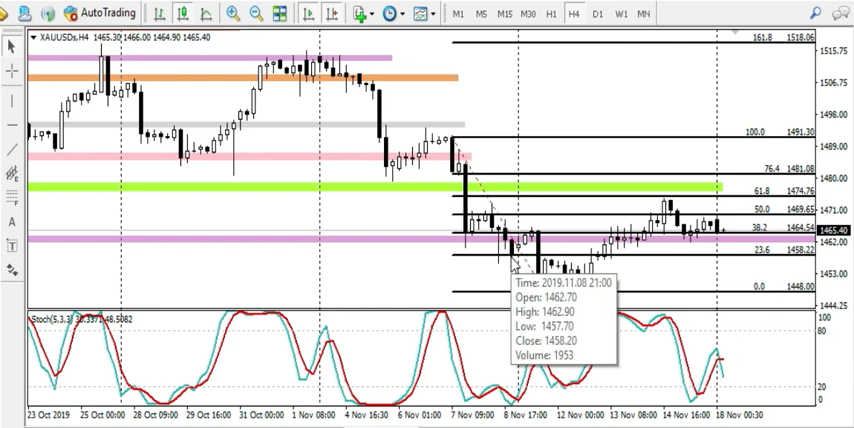 AutoTrading
M1 M5 M15 M30 H1 H4 D1 W1 MN
XAUUSDs,H4 1465.30 1466.00 1464.90 1465.40
161.8 1518.06
1515.75
1506.75
1498.00
100.0 1491.30
1489.00
76.4 1481.08
1480.00
61.8 1474.76
1471.00
50.0 1469.65
38.2 1464.54
1465.40
1462.00
23.6 1458.22
1453.00
0.0 1448.00
1444.25
Time: 2019.11.08 21:00
Open: 1462.70
High: 1462.90
Low: 1457.70
Close: 1458.20
Volume: 1953
Stoch(5,3,3) 48.5082
100
80
20
0
23 Oct 2019 25 Oct 00:00 28 Oct 09:00 29 Oct 16:30 31 Oct 00:00 1 Nov 08:00 4 Nov 16:30 6 Nov 01:00 7 Nov 09:00 8 Nov 17:00 12 Nov 00:00 13 Nov 08:00 14 Nov 16:00 18 Nov 00:30